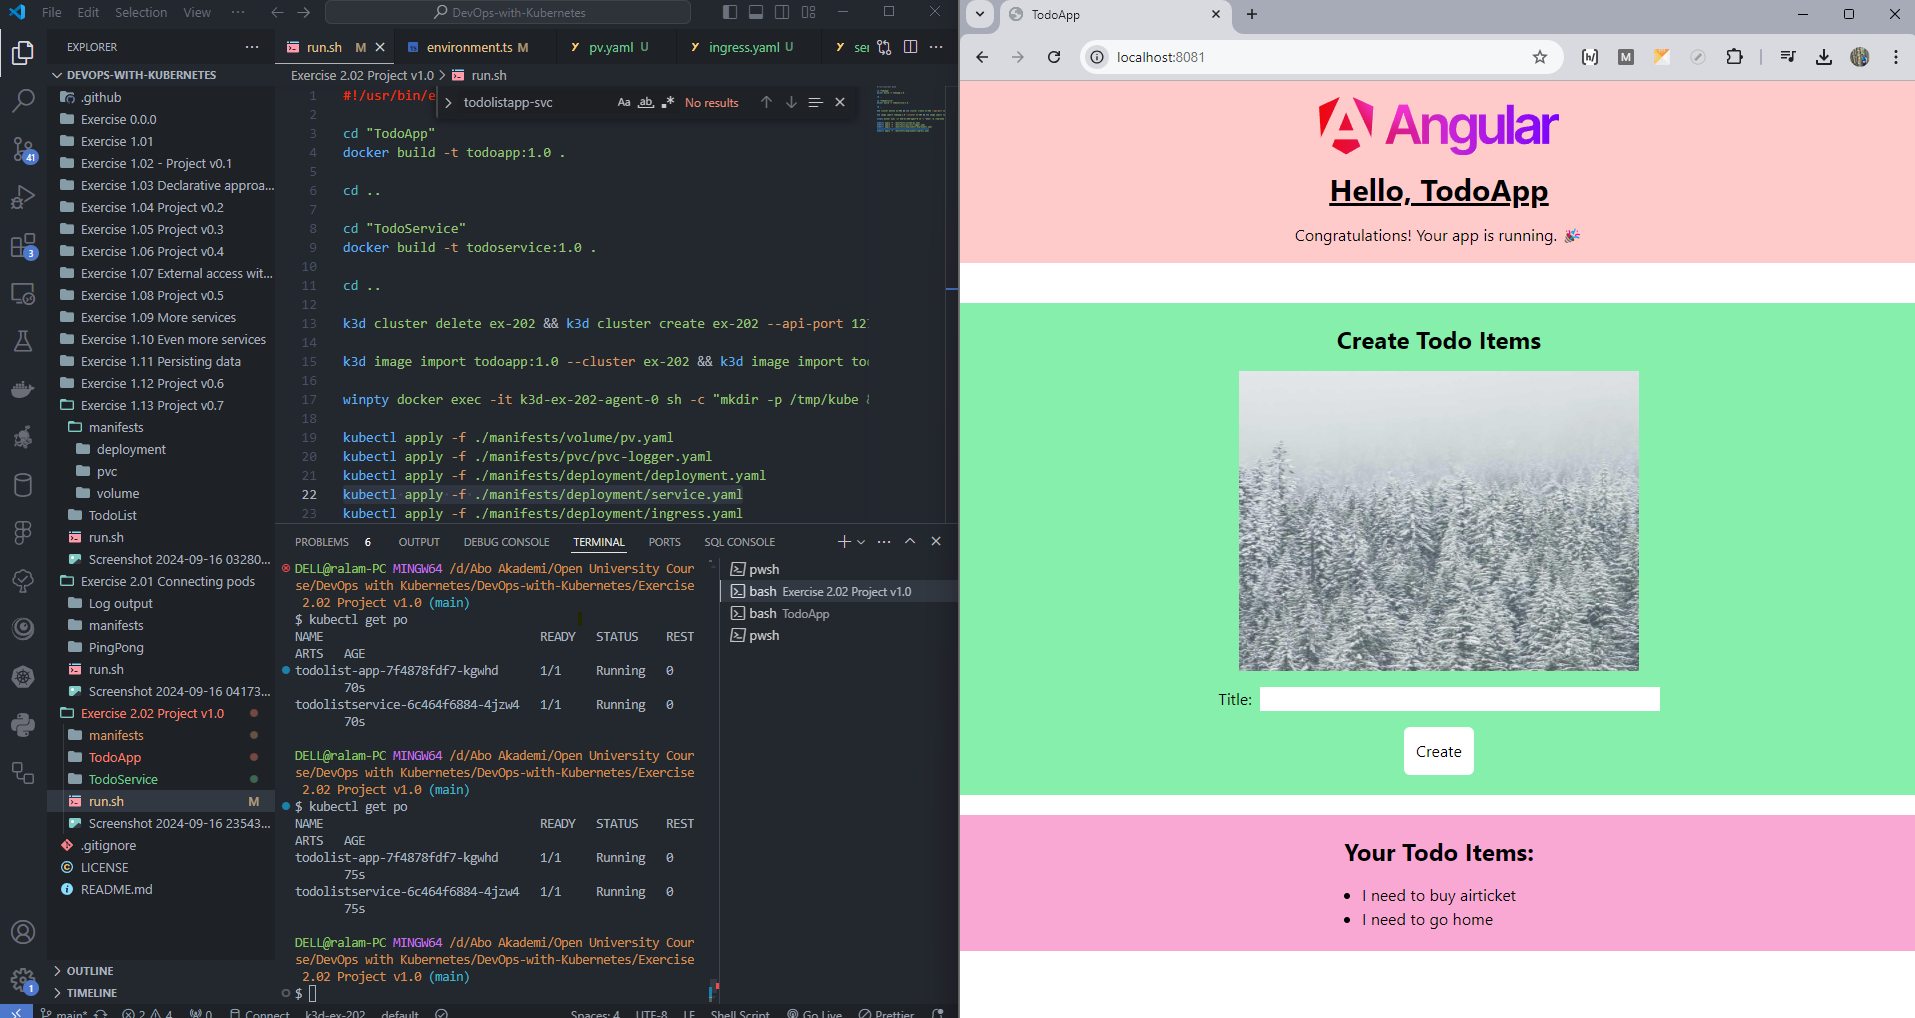 File Edit Selection View ··· DevOps-with-Kubernetes
EXPLORER ···
DEVOPS-WITH-KUBERNETES
.github
Exercise 0.0.0
Exercise 1.01
Exercise 1.02 - Project v0.1
Exercise 1.03 Declarative approa...
Exercise 1.04 Project v0.2
Exercise 1.05 Project v0.3
Exercise 1.06 Project v0.4
Exercise 1.07 External access wit...
Exercise 1.08 Project v0.5
Exercise 1.09 More services
Exercise 1.10 Even more services
Exercise 1.11 Persisting data
Exercise 1.12 Project v0.6
Exercise 1.13 Project v0.7
manifests
deployment
pvc
volume
TodoList
run.sh
Screenshot 2024-09-16 03280...
Exercise 2.01 Connecting pods
Log output
manifests
PingPong
run.sh
Screenshot 2024-09-16 04173...
Exercise 2.02 Project v1.0
manifests
TodoApp
TodoService
run.sh M
Screenshot 2024-09-16 23543...
.gitignore
LICENSE
README.md
OUTLINE
TIMELINE
41
3
1
run.sh M environment.ts M pv.yaml U ingress.yaml U ser
Exercise 2.02 Project v1.0 > run.sh
todolistapp-svc Aa ab .* No results
1 #!/usr/bin/e
2
3 cd "TodoApp"
4 docker build -t todoapp:1.0 .
5
6 cd ..
7
8 cd "TodoService"
9 docker build -t todoservice:1.0 .
10
11 cd ..
12
13 k3d cluster delete ex-202 && k3d cluster create ex-202 --api-port 127
14
15 k3d image import todoapp:1.0 --cluster ex-202 && k3d image import too
16
17 winpty docker exec -it k3d-ex-202-agent-0 sh -c "mkdir -p /tmp/kube &
18
19 kubectl apply -f ./manifests/volume/pv.yaml
20 kubectl apply -f ./manifests/pvc/pvc-logger.yaml
21 kubectl apply -f ./manifests/deployment/deployment.yaml
22 kubectl apply -f ./manifests/deployment/service.yaml
23 kubectl apply -f ./manifests/deployment/ingress.yaml
PROBLEMS 6 OUTPUT DEBUG CONSOLE TERMINAL PORTS SQL CONSOLE
DELL@ralam-PC MINGW64 /d/Abo Akademi/Open University Cour
se/DevOps with Kubernetes/DevOps-with-Kubernetes/Exercise
2.02 Project v1.0 (main)
$ kubectl get po
NAME READY STATUS REST
ARTS AGE
todolist-app-7f4878fdf7-kgwhd 1/1 Running 0
70s
todolistservice-6c464f6884-4jzw4 1/1 Running 0
70s
DELL@ralam-PC MINGW64 /d/Abo Akademi/Open University Cour
se/DevOps with Kubernetes/DevOps-with-Kubernetes/Exercise
2.02 Project v1.0 (main)
$ kubectl get po
NAME READY STATUS REST
ARTS AGE
todolist-app-7f4878fdf7-kgwhd 1/1 Running 0
75s
todolistservice-6c464f6884-4jzw4 1/1 Running 0
75s
DELL@ralam-PC MINGW64 /d/Abo Akademi/Open University Cour
se/DevOps with Kubernetes/DevOps-with-Kubernetes/Exercise
2.02 Project v1.0 (main)
$
pwsh
bash Exercise 2.02 Project v1.0
bash TodoApp
pwsh
main* 2 4 0 Connect k3d-ex-202 default Spaces: 4 UTF-8 LF Shell Script Go Live Prettier
TodoApp
localhost:8081
Angular
Hello, TodoApp
Congratulations! Your app is running. 🎉
Create Todo Items
Title:
Create
Your Todo Items:
• I need to buy airticket
• I need to go home